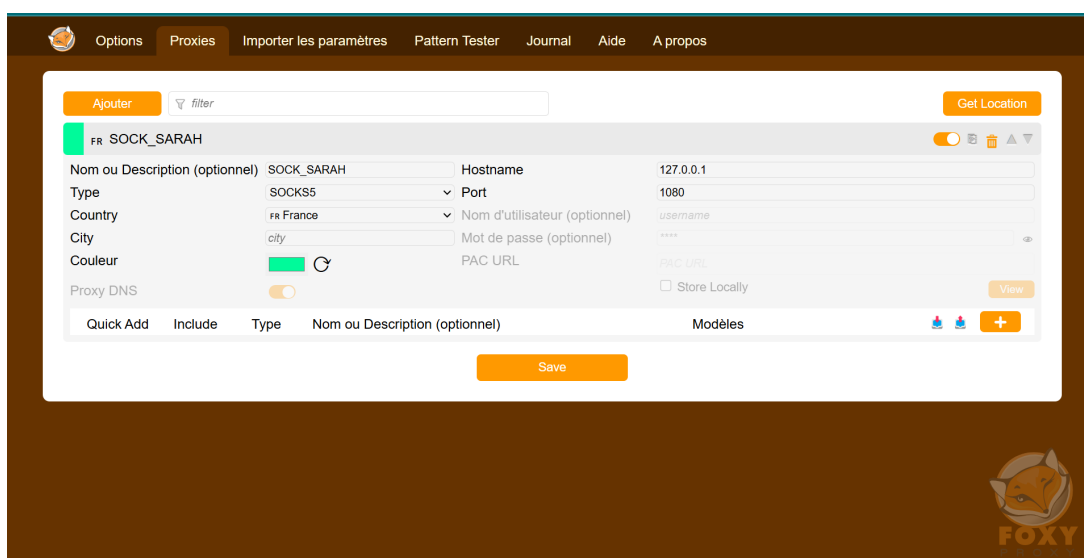 Options Proxies Importer les paramètres Pattern Tester Journal Aide A propos
Ajouter filter Get Location
FR SOCK_SARAH
Nom ou Description (optionnel) SOCK_SARAH Hostname 127.0.0.1
Type SOCKS5 Port 1080
Country FR France Nom d'utilisateur (optionnel) username
City city Mot de passe (optionnel) ****
Couleur PAC URL PAC URL
Proxy DNS Store Locally View
Quick Add Include Type Nom ou Description (optionnel) Modèles
Save
FOXY